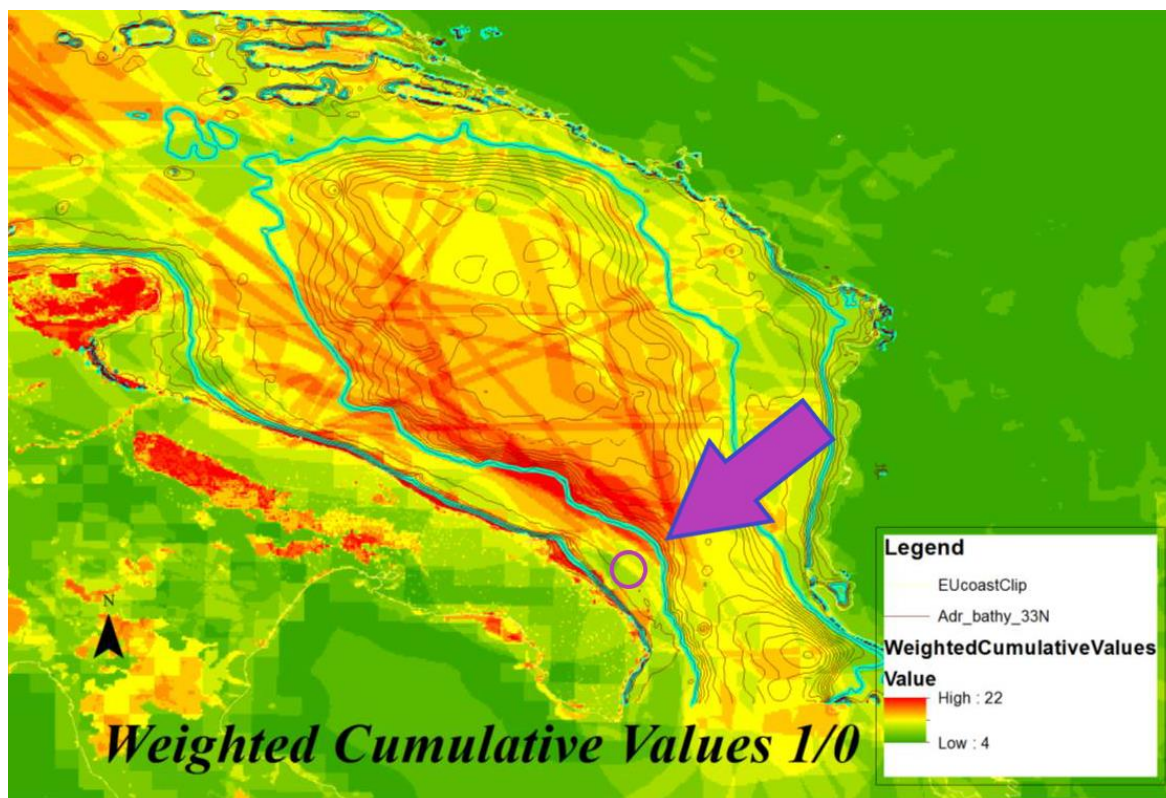 N
Legend
EUcoastClip
Adr_bathy_33N
WeightedCumulativeValues
Value
High : 22
Low : 4
Weighted Cumulative Values 1/0